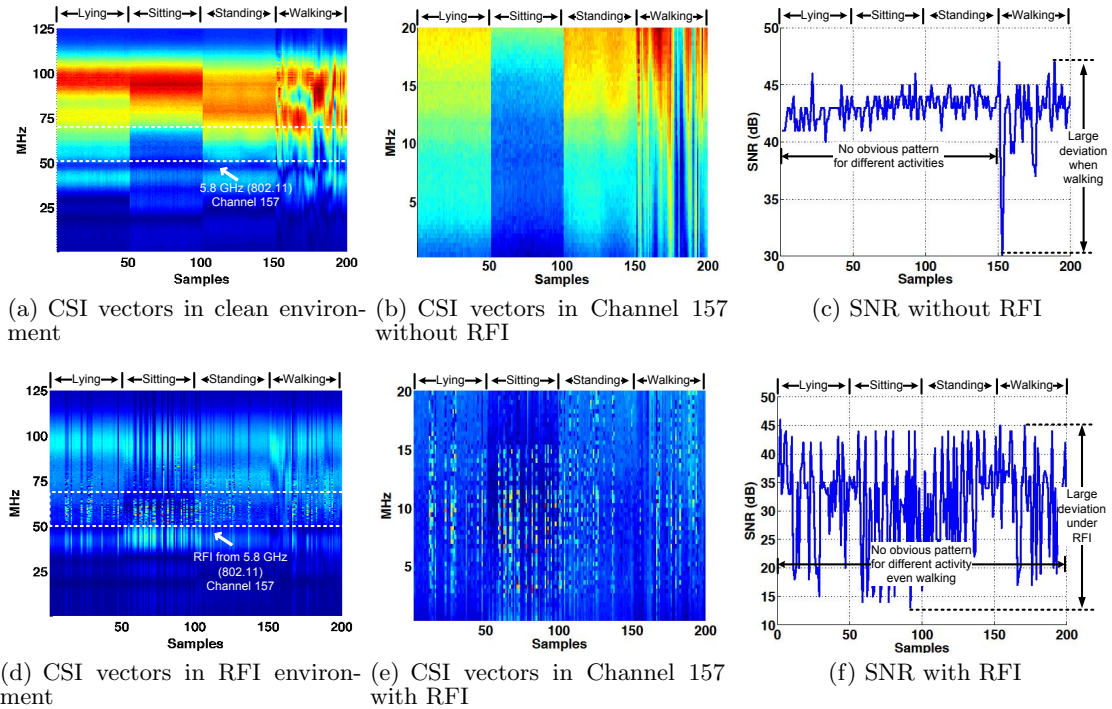 Lying Sitting Standing Walking
125
100
75
50
25
MHz
5.8 GHz (802.11)
Channel 157
50 100 150 200
Samples
(a) CSI vectors in clean environ-
ment
Lying Sitting Standing Walking
20
15
10
5
MHz
50 100 150 200
Samples
(b) CSI vectors in Channel 157
without RFI
Lying Sitting Standing Walking
50
45
40
35
30
SNR (dB)
No obvious pattern
for different activities
Large
deviation
when
walking
0 50 100 150 200
Samples
(c) SNR without RFI
Lying Sitting Standing Walking
125
100
75
50
25
MHz
RFI from 5.8 GHz
(802.11)
Channel 157
50 100 150 200
Samples
(d) CSI vectors in RFI environ-
ment
Lying Sitting Standing Walking
20
15
10
5
MHz
50 100 150 200
Samples
(e) CSI vectors in Channel 157
with RFI
Lying Sitting Standing Walking
50
45
40
35
30
25
20
15
10
SNR (dB)
No obvious pattern
for different activity
even walking
Large
deviation
under
RFI
0 50 100 150 200
Samples
(f) SNR with RFI